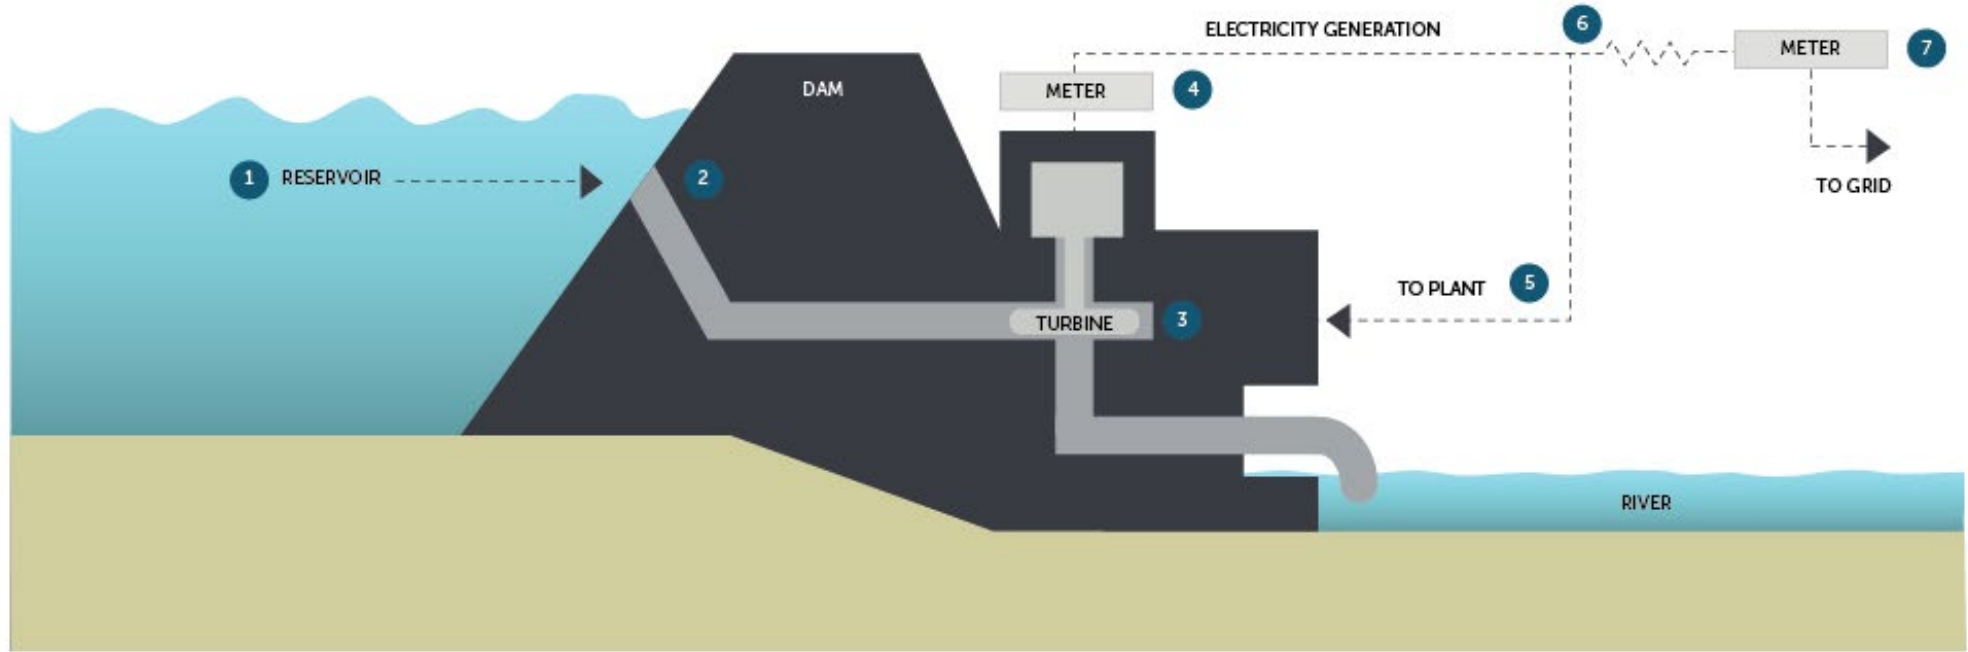 ELECTRICITY GENERATION
6
METER
7
DAM
METER
4
1
RESERVOIR
2
TO GRID
TO PLANT
5
TURBINE
3
RIVER